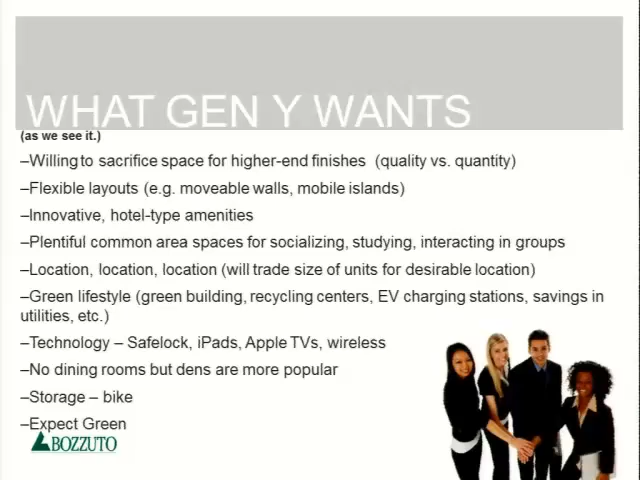 WHAT GEN Y WANTS
(as we see it.)
–Willing to sacrifice space for higher-end finishes (quality vs. quantity)
–Flexible layouts (e.g. moveable walls, mobile islands)
–Innovative, hotel-type amenities
–Plentiful common area spaces for socializing, studying, interacting in groups
–Location, location, location (will trade size of units for desirable location)
–Green lifestyle (green building, recycling centers, EV charging stations, savings in
utilities, etc.)
–Technology – Safelock, iPads, Apple TVs, wireless
–No dining rooms but dens are more popular
–Storage – bike
–Expect Green
BOZZUTO